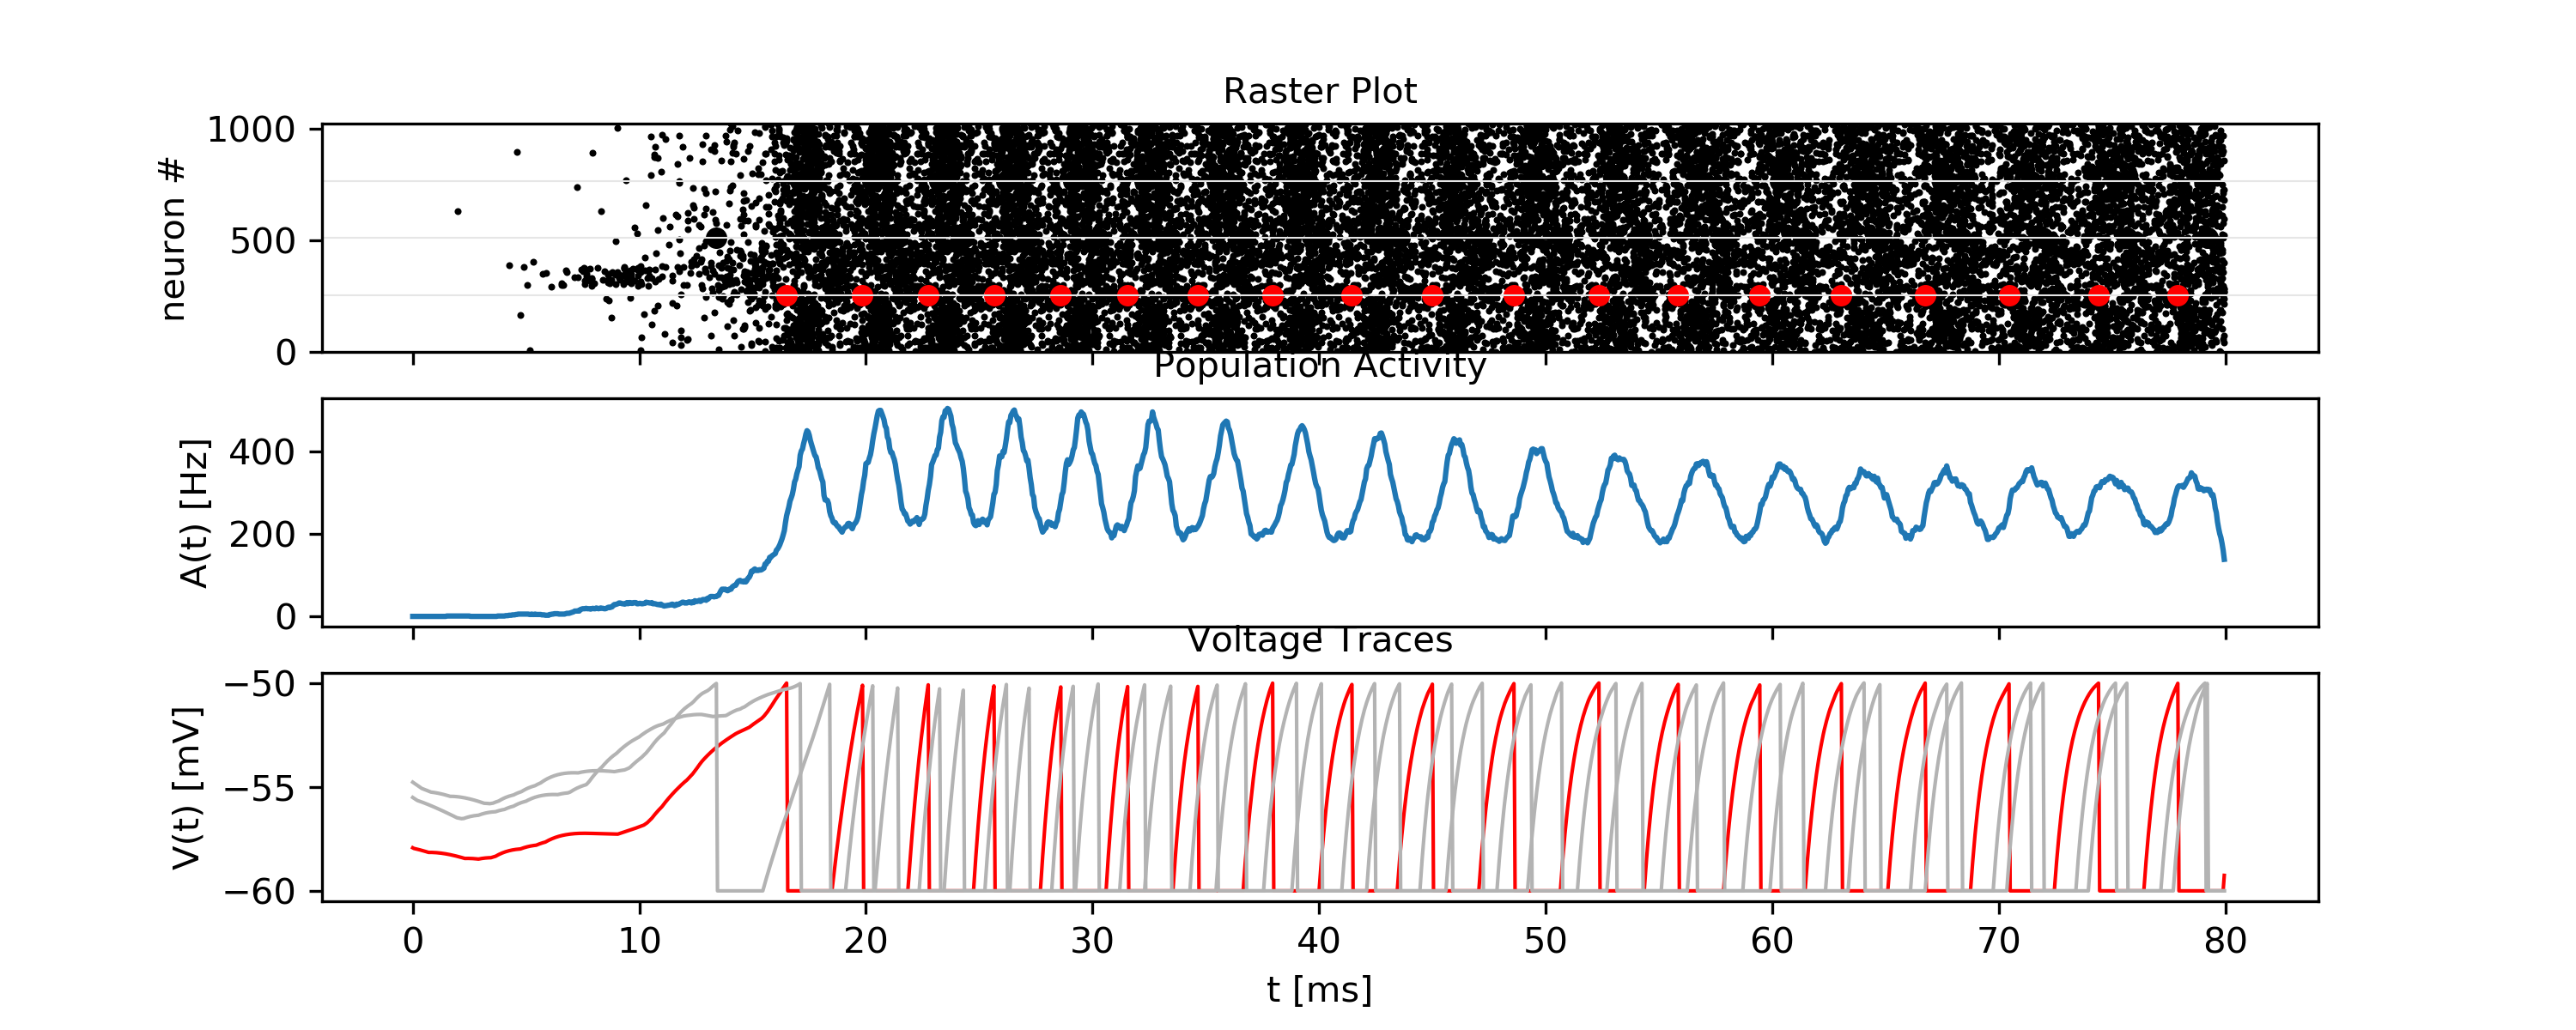 Raster Plot
1000
500
0
neuron #
Population Activity
400
200
0
A(t) [Hz]
Voltage Traces
−50
−55
−60
V(t) [mV]
0 10 20 30 40 50 60 70 80
t [ms]